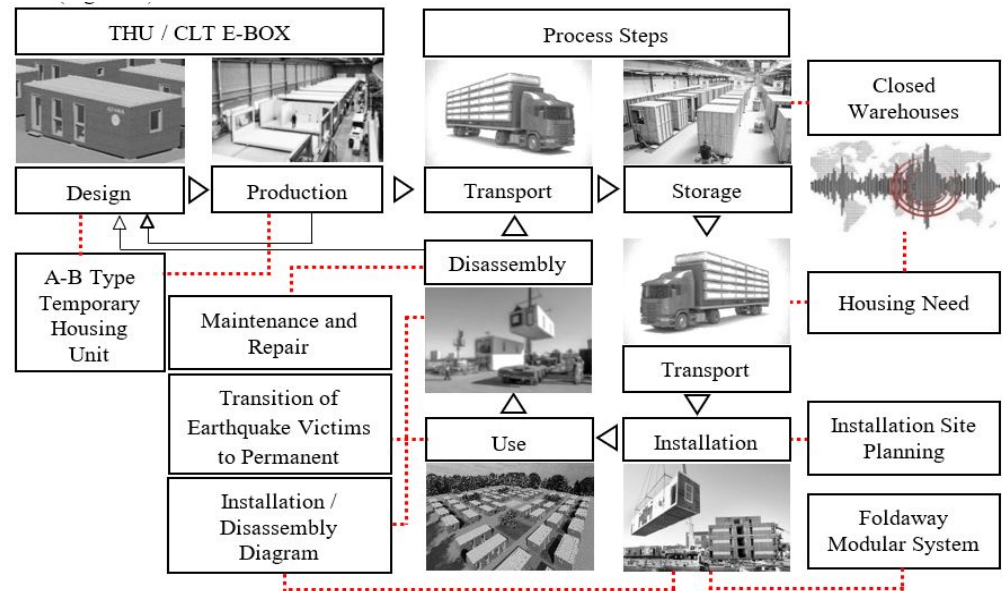 THU / CLT E-BOX
Process Steps
Closed
Warehouses
Design
Production
Transport
Storage
A-B Type
Temporary
Housing
Unit
Disassembly
Housing Need
Maintenance and
Repair
Transport
Transition of
Earthquake Victims
to Permanent
Use
Installation
Installation Site
Planning
Installation /
Disassembly
Diagram
Foldaway
Modular System